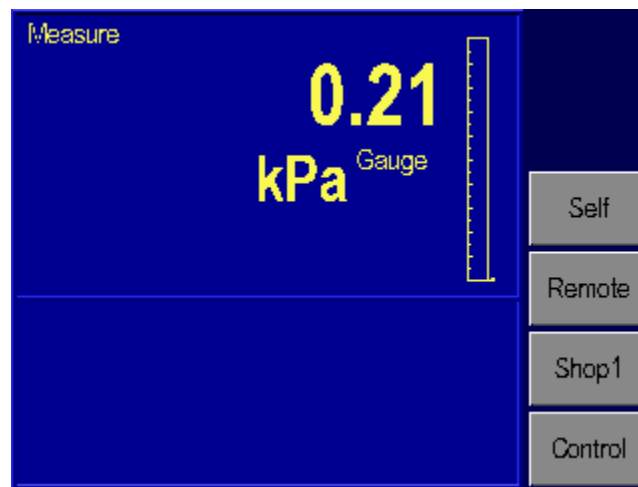 Measure
0.21
kPa Gauge
Self
Remote
Shop1
Control